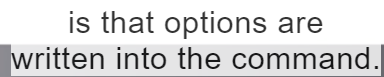 is that options are
written into the command.